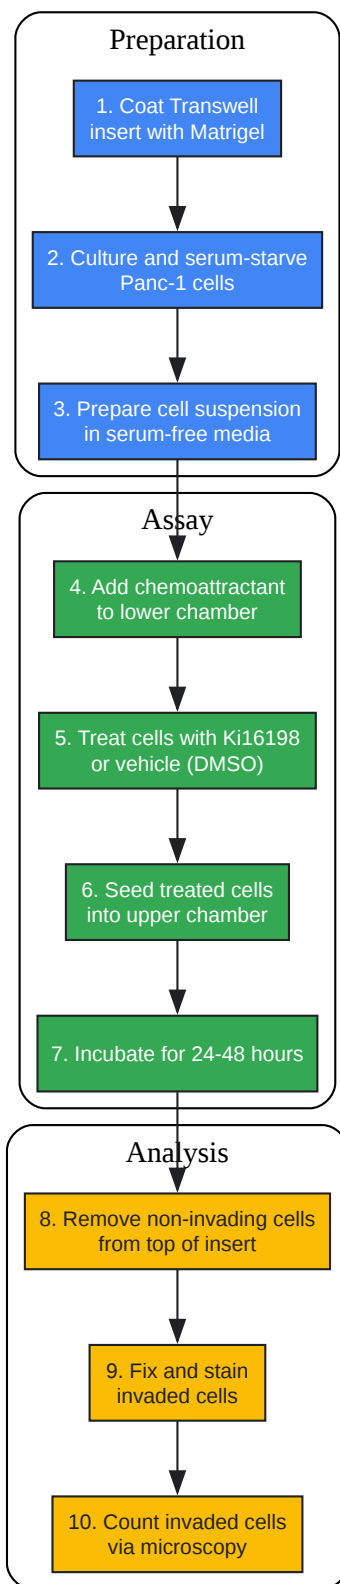 Preparation
1. Coat Transwell
insert with Matrigel
2. Culture and serum-starve
Panc-1 cells
3. Prepare cell suspension
in serum-free media
Assay
4. Add chemoattractant
to lower chamber
5. Treat cells with Ki16198
or vehicle (DMSO)
6. Seed treated cells
into upper chamber
7. Incubate for 24-48 hours
Analysis
8. Remove non-invading cells
from top of insert
9. Fix and stain
invaded cells
10. Count invaded cells
via microscopy